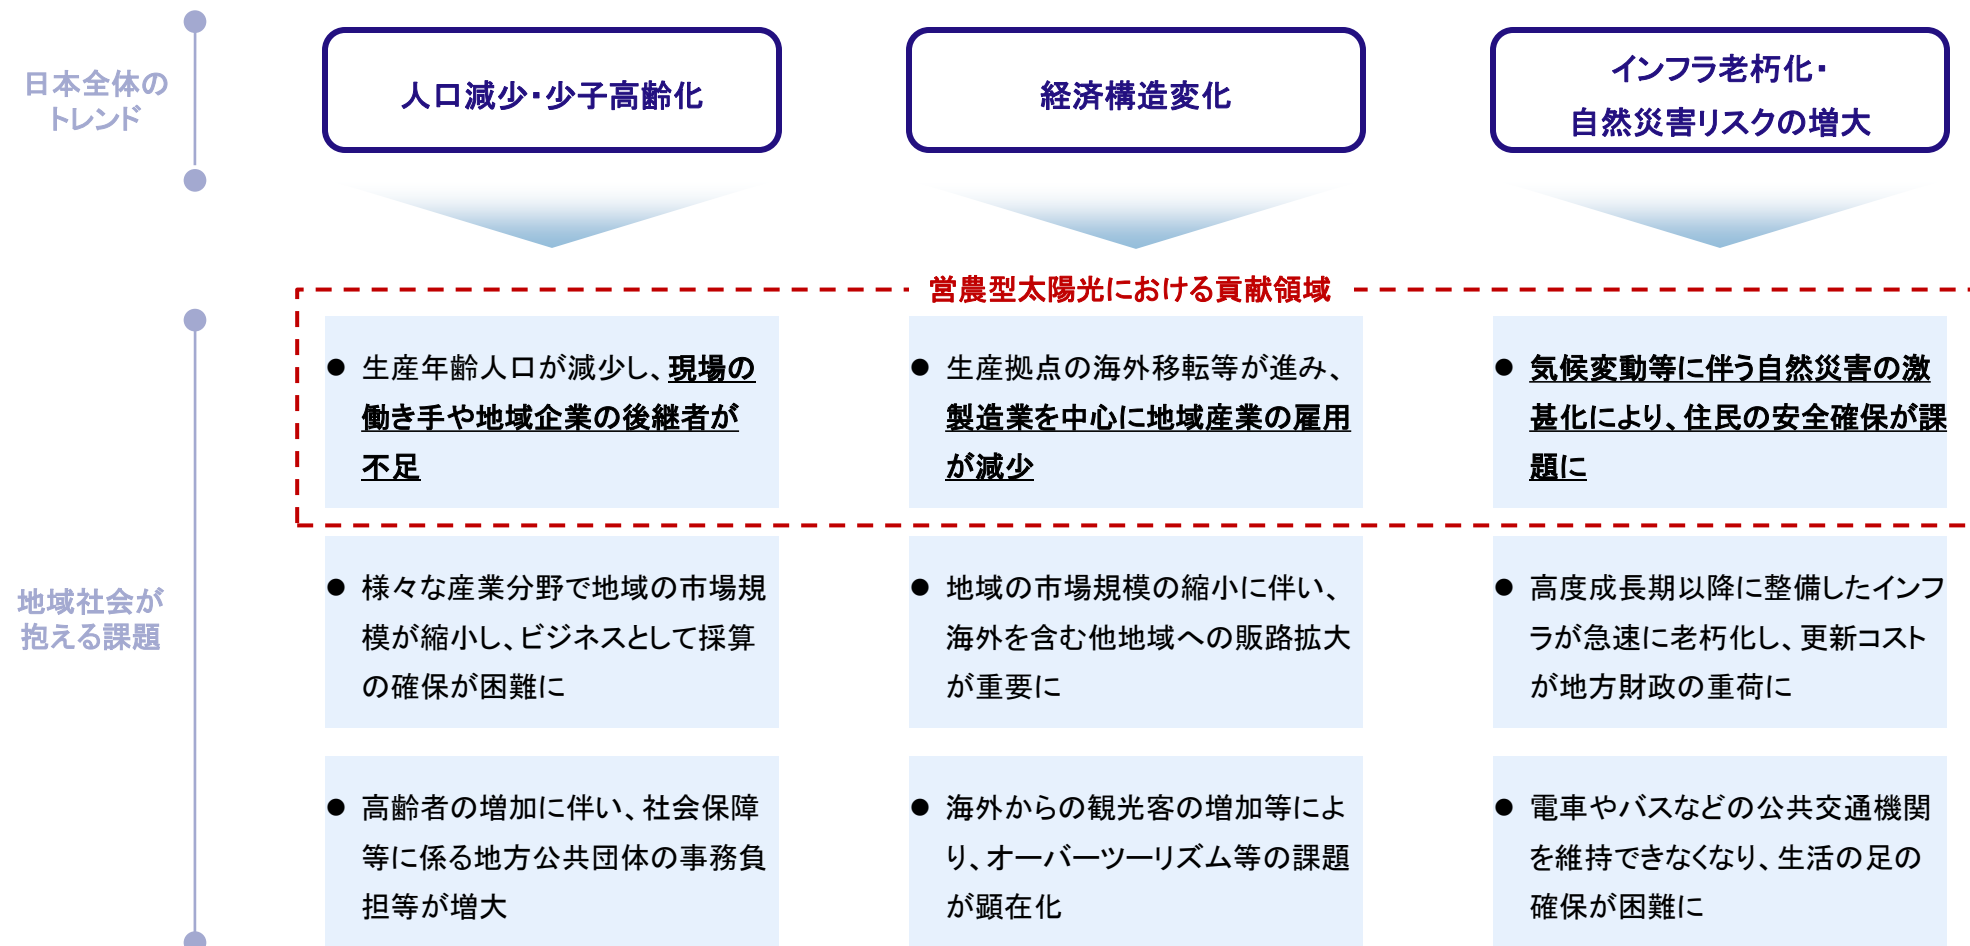 日本全体の
トレンド
人口減少・少子高齢化
経済構造変化
インフラ老朽化・
自然災害リスクの増大
営農型太陽光における貢献領域
地域社会が
抱える課題
● 生産年齢人口が減少し、現場の
働き手や地域企業の後継者が
不足
● 生産拠点の海外移転等が進み、
製造業を中心に地域産業の雇用
が減少
● 気候変動等に伴う自然災害の激
甚化により、住民の安全確保が課
題に
● 様々な産業分野で地域の市場規
模が縮小し、ビジネスとして採算
の確保が困難に
● 地域の市場規模の縮小に伴い、
海外を含む他地域への販路拡大
が重要に
● 高度成長期以降に整備したインフ
ラが急速に老朽化し、更新コスト
が地方財政の重荷に
● 高齢者の増加に伴い、社会保障
等に係る地方公共団体の事務負
担等が増大
● 海外からの観光客の増加等によ
り、オーバーツーリズム等の課題
が顕在化
● 電車やバスなどの公共交通機関
を維持できなくなり、生活の足の
確保が困難に